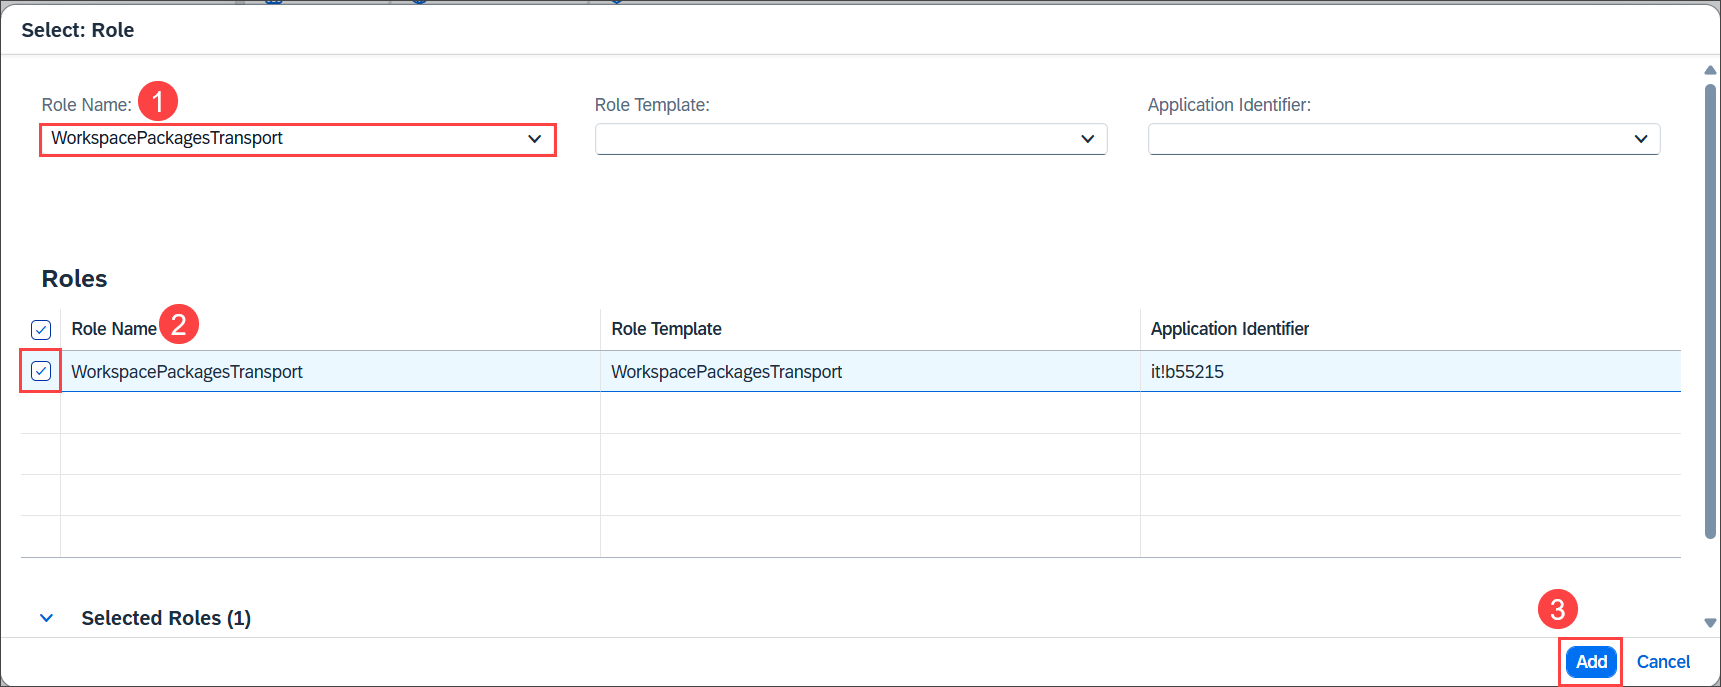 Select: Role
Role Name: 1
Role Template:
Application Identifier:
WorkspacePackagesTransport
Roles
Role Name 2
Role Template
Application Identifier
WorkspacePackagesTransport
WorkspacePackagesTransport
it!b55215
Selected Roles (1)
3
Add
Cancel